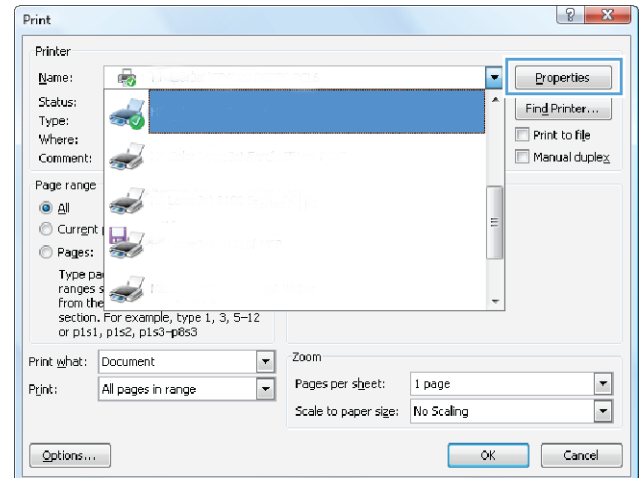 Print
Printer
Name:
Properties
Status:
Find Printer...
Type:
Print to file
Where:
Manual duplex
Comment:
Page range
All
Current
Pages:
Type pa
ranges s
from the
section. For example, type 1, 3, 5–12
or p1s1, p1s2, p1s3–p8s3
Print what: Document
Print: All pages in range
Zoom
Pages per sheet: 1 page
Scale to paper size: No Scaling
Options...
OK
Cancel